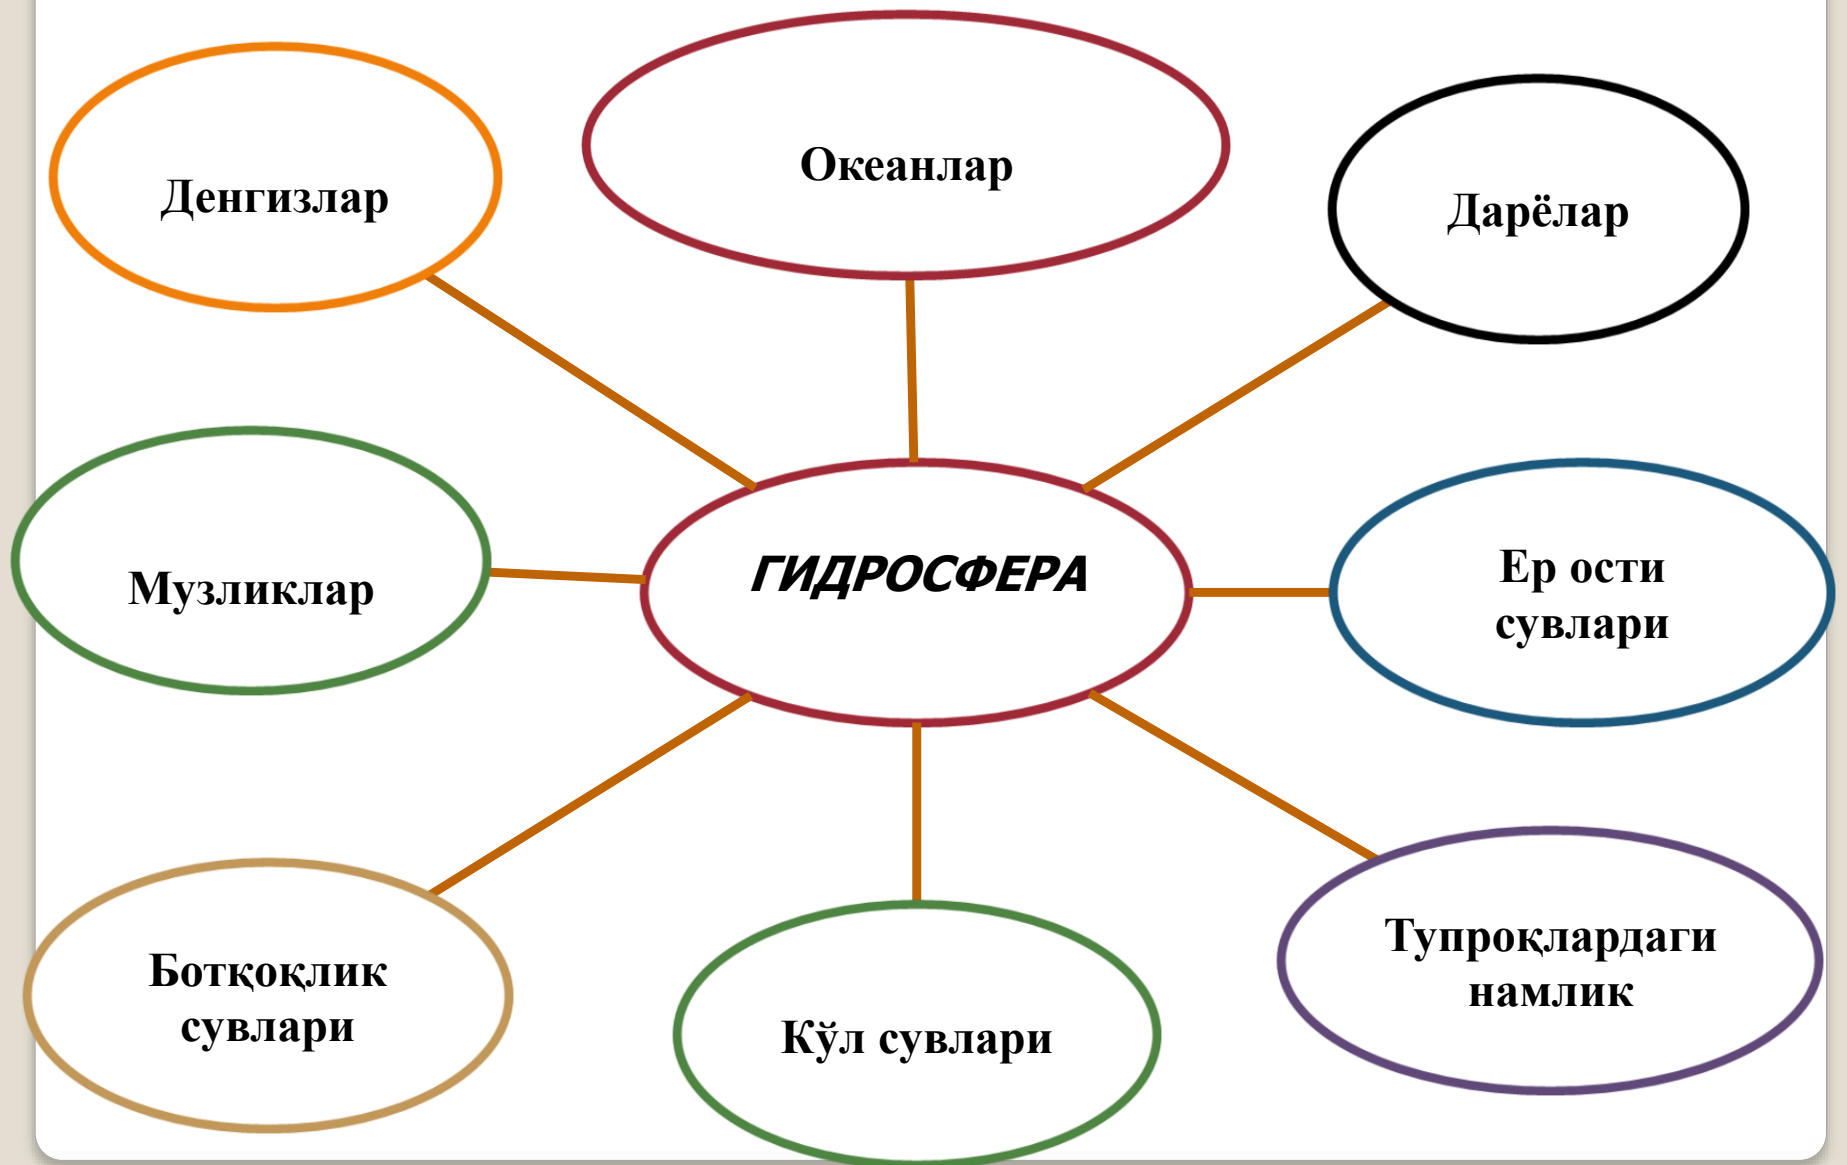 Океанлар
Денгизлар
Дарёлар
ГИДРОСФЕРА
Музликлар
Ер ости
сувлари
Ботқоқлик
сувлари
Кўл сувлари
Тупроқлардаги
намлик